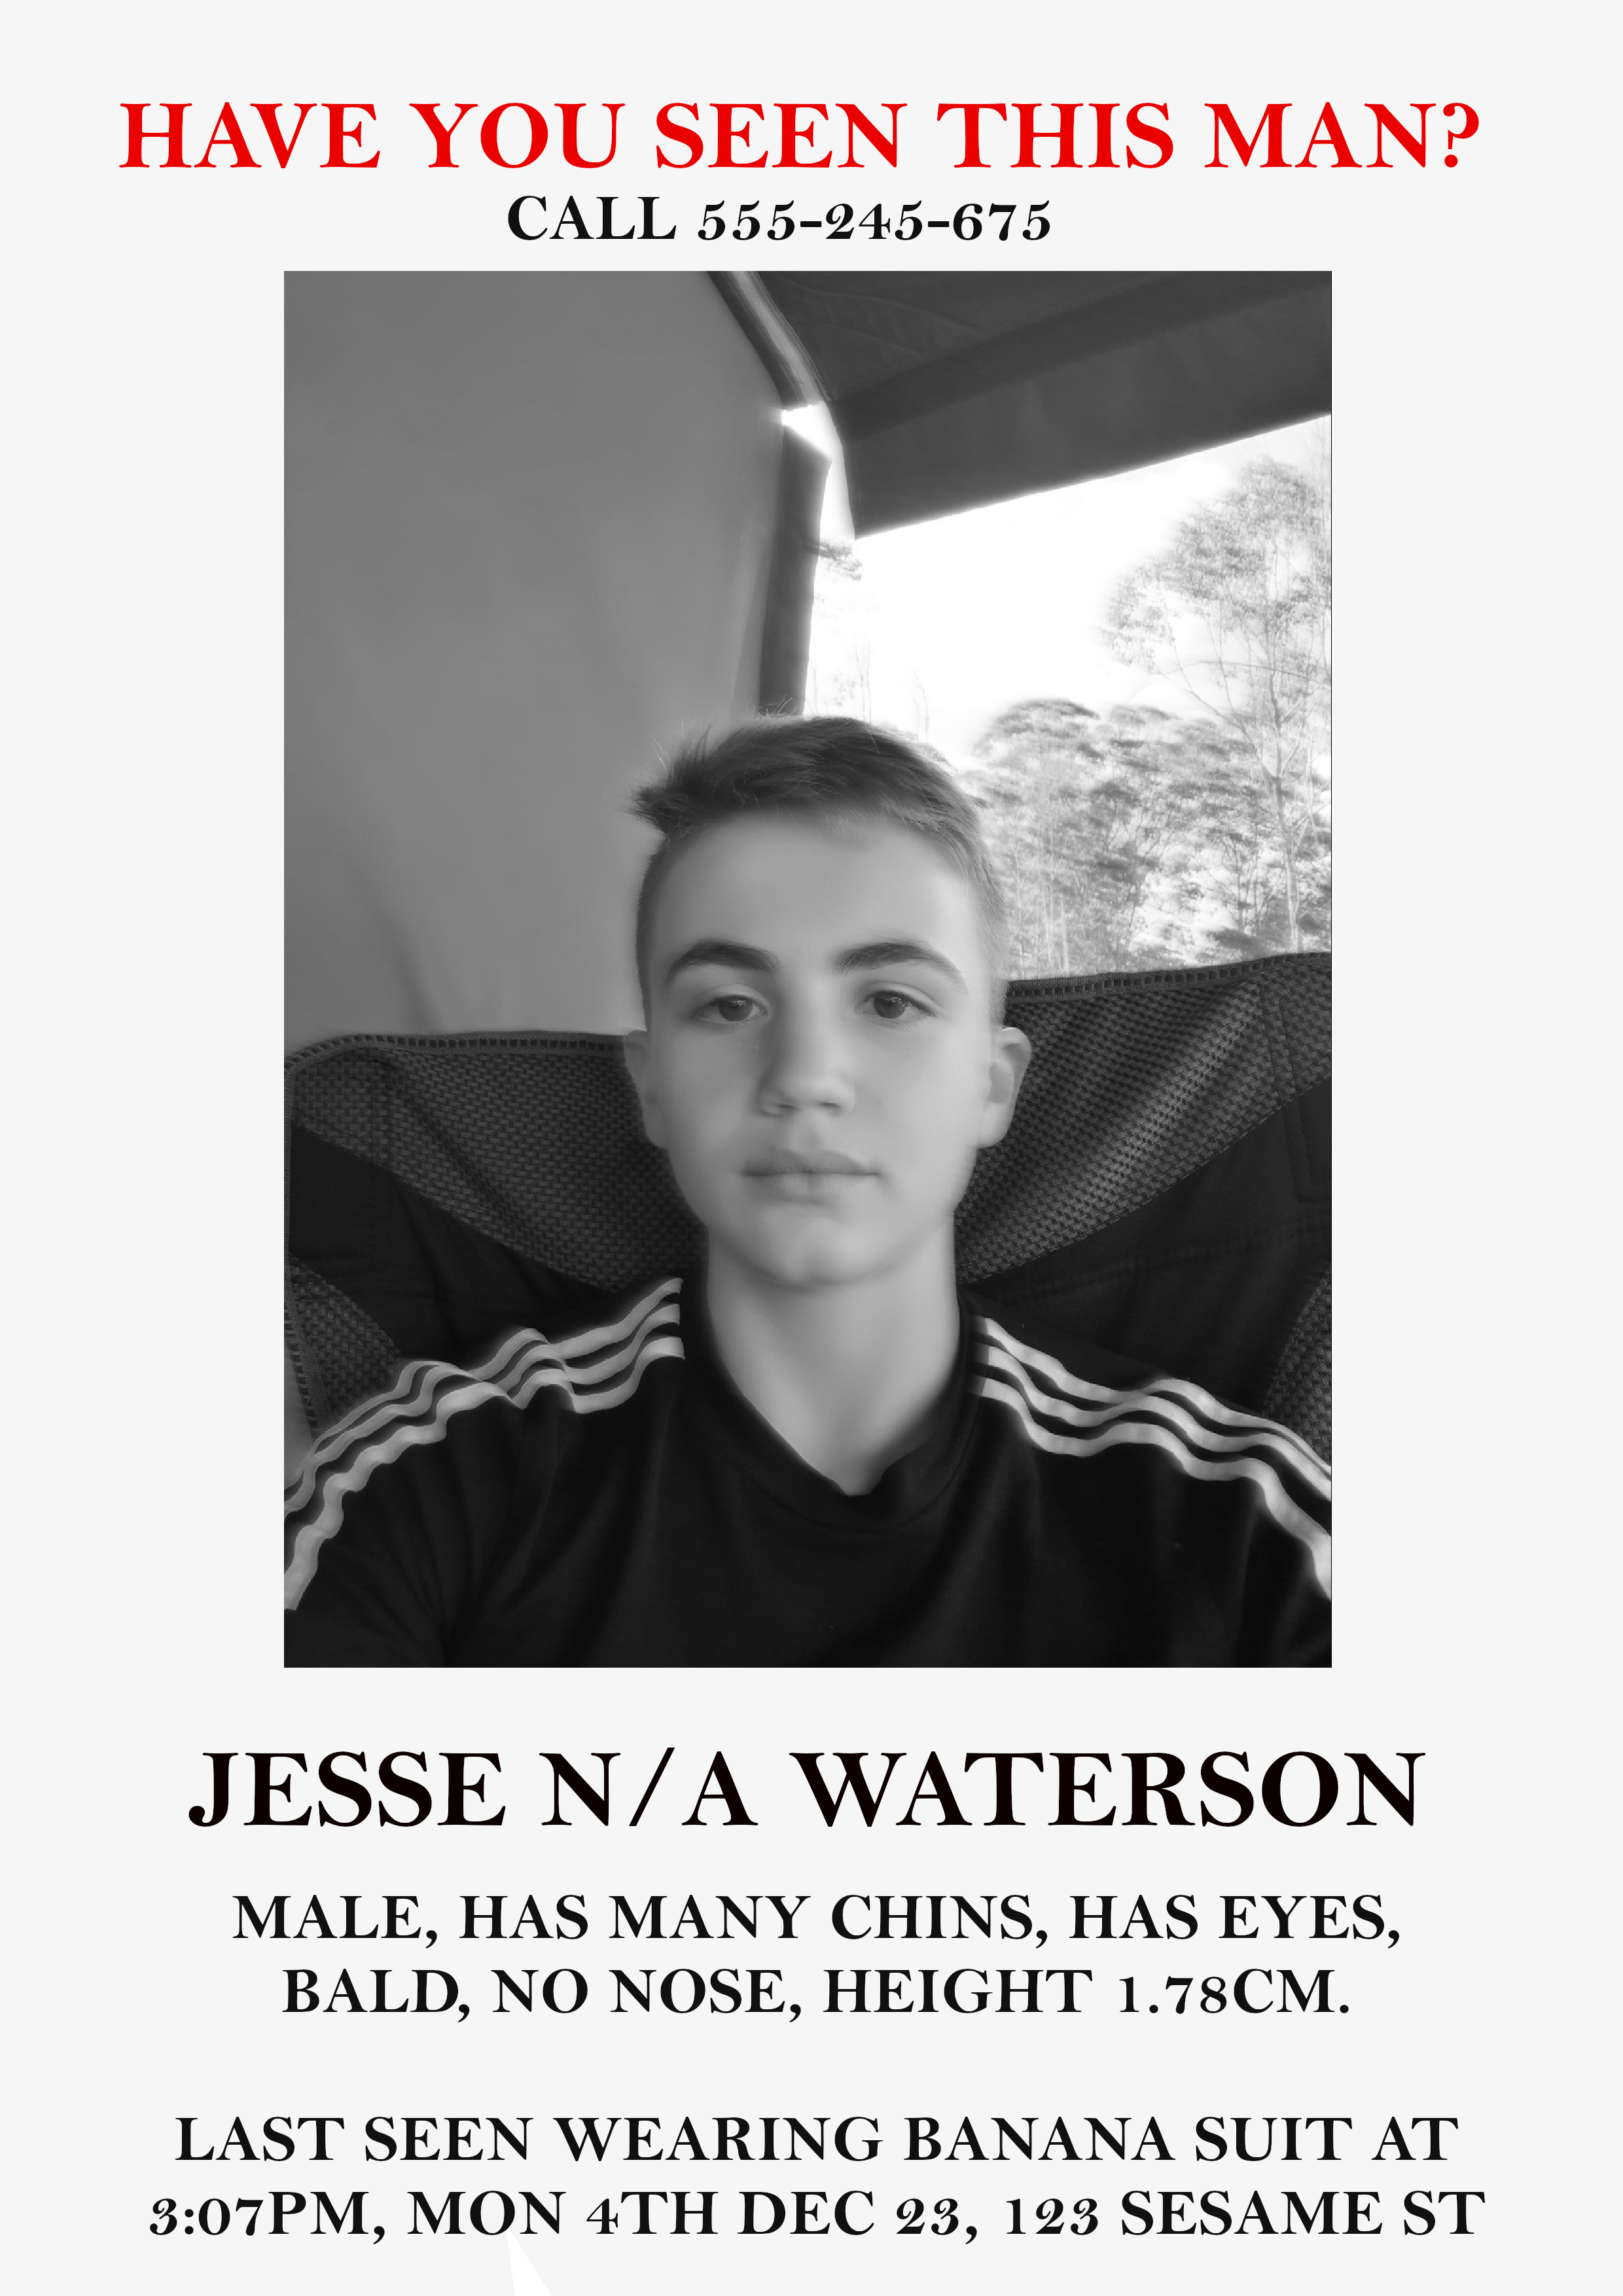 HAVE YOU SEEN THIS MAN?
CALL 555-245-675
JESSE N/A WATERSON
MALE, HAS MANY CHINS, HAS EYES,
BALD, NO NOSE, HEIGHT 1.78CM.
LAST SEEN WEARING BANANA SUIT AT
3:07PM, MON 4TH DEC 23, 123 SESAME ST